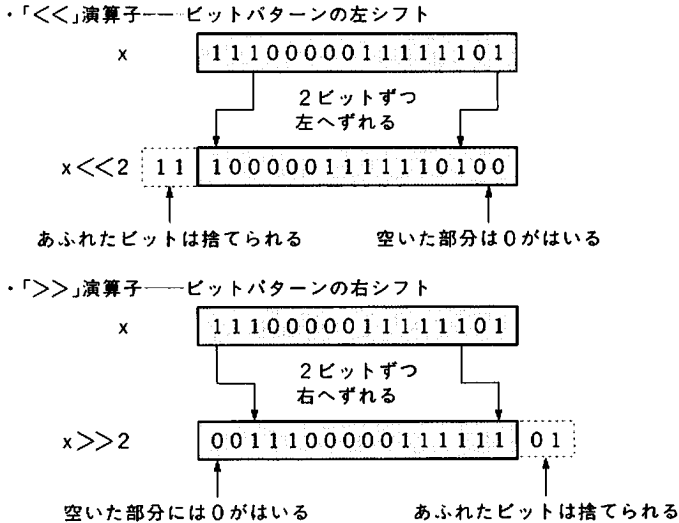 ・「<<」演算子── ビットパターンの左シフト
x 1110000011111101
2ビットずつ
左へずれる
x<<2 11 1000001111110100
あふれたビットは捨てられる 空いた部分は0がはいる
・「>>」演算子──ビットパターンの右シフト
x 1110000011111101
2ビットずつ
右へずれる
x>>2 0011100000111111 01
空いた部分には0がはいる あふれたビットは捨てられる